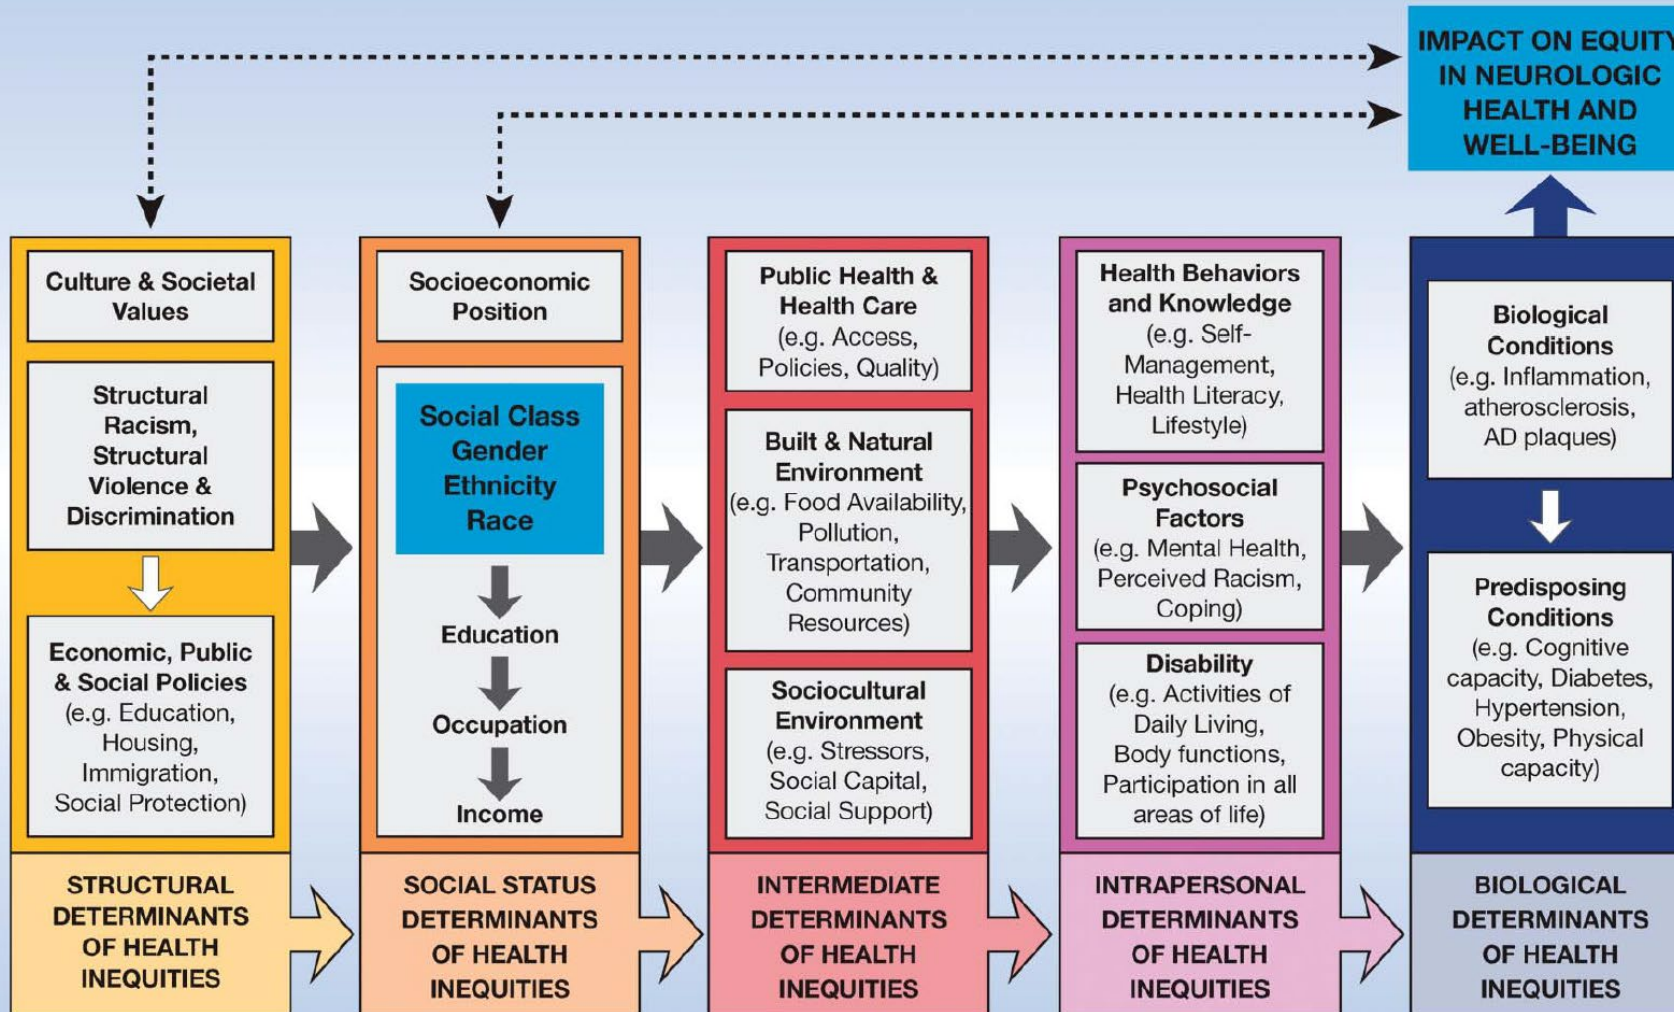 IMPACT ON EQUITY
IN NEUROLOGIC
HEALTH AND
WELL-BEING
Culture & Societal
Values
Structural
Racism,
Structural
Violence &
Discrimination
Economic, Public
& Social Policies
(e.g. Education,
Housing,
Immigration,
Social Protection)
STRUCTURAL
DETERMINANTS
OF HEALTH
INEQUITIES
Socioeconomic
Position
Social Class
Gender
Ethnicity
Race
Education
Occupation
Income
SOCIAL STATUS
DETERMINANTS
OF HEALTH
INEQUITIES
Public Health &
Health Care
(e.g. Access,
Policies, Quality)
Built & Natural
Environment
(e.g. Food Availability,
Pollution,
Transportation,
Community
Resources)
Sociocultural
Environment
(e.g. Stressors,
Social Capital,
Social Support)
INTERMEDIATE
DETERMINANTS
OF HEALTH
INEQUITIES
Health Behaviors
and Knowledge
(e.g. Self-
Management,
Health Literacy,
Lifestyle)
Psychosocial
Factors
(e.g. Mental Health,
Perceived Racism,
Coping)
Disability
(e.g. Activities of
Daily Living,
Body functions,
Participation in all
areas of life)
INTRAPERSONAL
DETERMINANTS
OF HEALTH
INEQUITIES
Biological
Conditions
(e.g. Inflammation,
atherosclerosis,
AD plaques)
Predisposing
Conditions
(e.g. Cognitive
capacity, Diabetes,
Hypertension,
Obesity, Physical
capacity)
BIOLOGICAL
DETERMINANTS
OF HEALTH
INEQUITIES